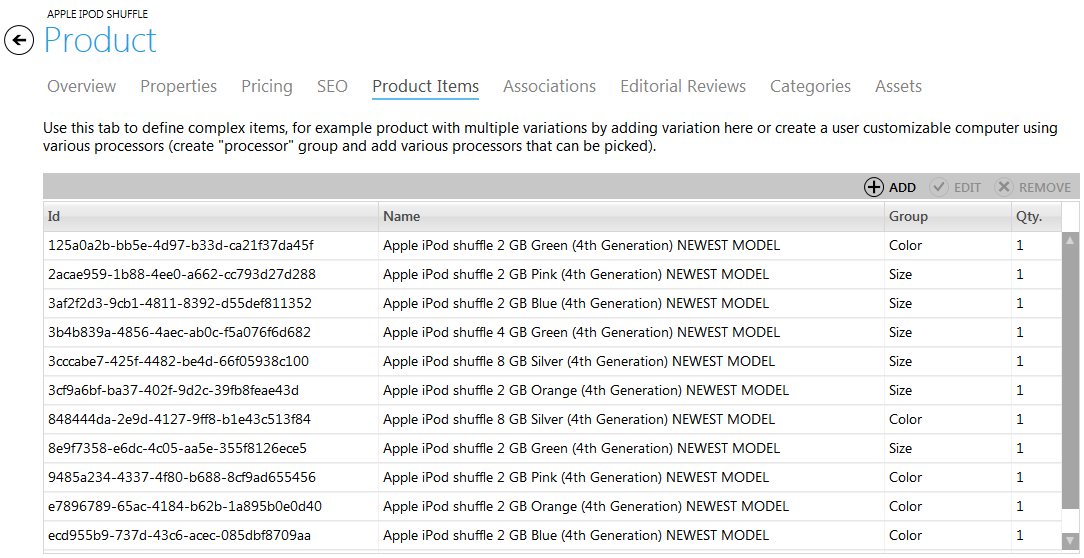 APPLE IPOD SHUFFLE
Product
Overview Properties Pricing SEO Product Items Associations Editorial Reviews Categories Assets
Use this tab to define complex items, for example product with multiple variations by adding variation here or create a user customizable computer using
various processors (create "processor" group and add various processors that can be picked).
ADD EDIT REMOVE
Id Name Group Qty.
125a0a2b-bb5e-4d97-b33d-ca21f37da45f Apple iPod shuffle 2 GB Green (4th Generation) NEWEST MODEL Color 1
2acae959-1b88-4ee0-a662-cc793d27d288 Apple iPod shuffle 2 GB Pink (4th Generation) NEWEST MODEL Size 1
3af2f2d3-9cb1-4811-8392-d55def811352 Apple iPod shuffle 2 GB Blue (4th Generation) NEWEST MODEL Size 1
3b4b839a-4856-4aec-ab0c-f5a076f6d682 Apple iPod shuffle 4 GB Green (4th Generation) NEWEST MODEL Size 1
3cccabe7-425f-4482-be4d-66f05938c100 Apple iPod shuffle 8 GB Silver (4th Generation) NEWEST MODEL Size 1
3cf9a6bf-ba37-402f-9d2c-39fb8feae43d Apple iPod shuffle 2 GB Orange (4th Generation) NEWEST MODEL Size 1
848444da-2e9d-4127-9ff8-b1e43c513f84 Apple iPod shuffle 8 GB Silver (4th Generation) NEWEST MODEL Color 1
8e9f7358-e6dc-4c05-aa5e-355f8126ece5 Apple iPod shuffle 2 GB Green (4th Generation) NEWEST MODEL Size 1
9485a234-4337-4f80-b688-8cf9ad655456 Apple iPod shuffle 2 GB Pink (4th Generation) NEWEST MODEL Color 1
e7896789-65ac-4184-b62b-1a895b0e0d40 Apple iPod shuffle 2 GB Orange (4th Generation) NEWEST MODEL Color 1
ecd955b9-737d-43c6-acec-085dbf8709aa Apple iPod shuffle 2 GB Blue (4th Generation) NEWEST MODEL Color 1